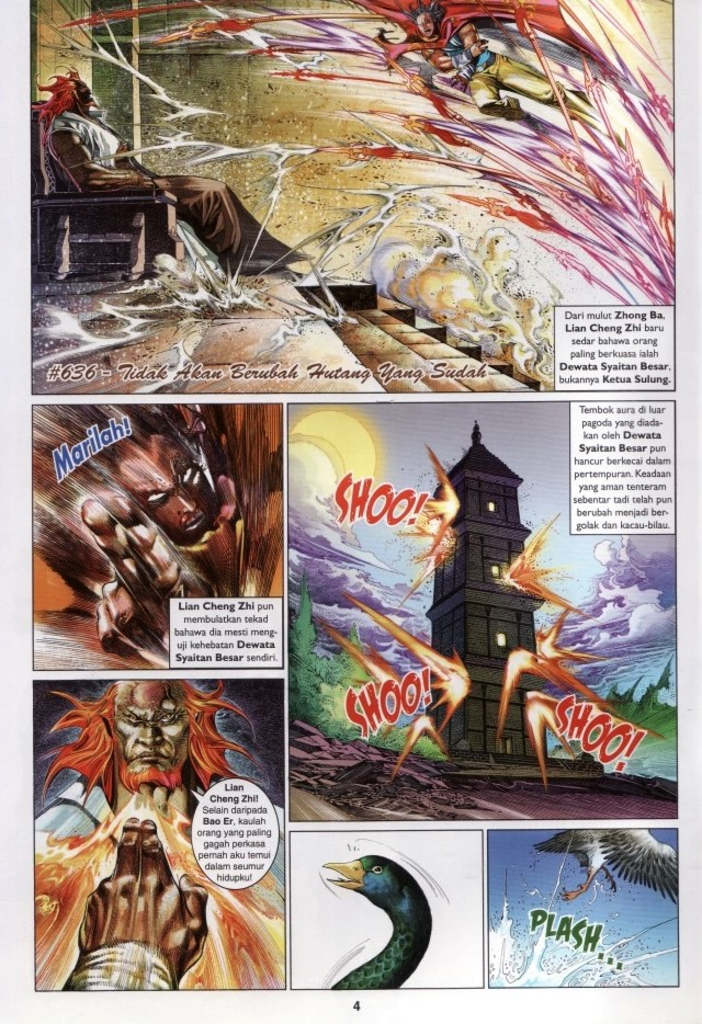 Dari mulut Zhong Ba,
Lian Cheng Zhi baru
sedar bahawa orang
paling berkuasa ialah
Dewata Syaitan Besar,
bukannya Ketua Sulung.
#636 - Tidak Akan Berubah Hutang Yang Sudah
Marilah!
Lian Cheng Zhi pun
membulatkan tekad
bahawa dia mesti meng-
uji kehebatan Dewata
Syaitan Besar sendiri.
Tembok aura di luar
pagoda yang diada-
kan oleh Dewata
Syaitan Besar pun
hancur berkecai dalam
pertempuran. Keadaan
yang aman tenteram
sebentar tadi telah pun
berubah menjadi ber-
golak dan kacau-bilau.
SHOO!
SHOO!
SHOO!
Lian
Cheng Zhi!
Selain daripada
Bao Er, kaulah
orang yang paling
gagah perkasa
pernah aku temui
dalam seumur
hidupku!
PLASH...
4